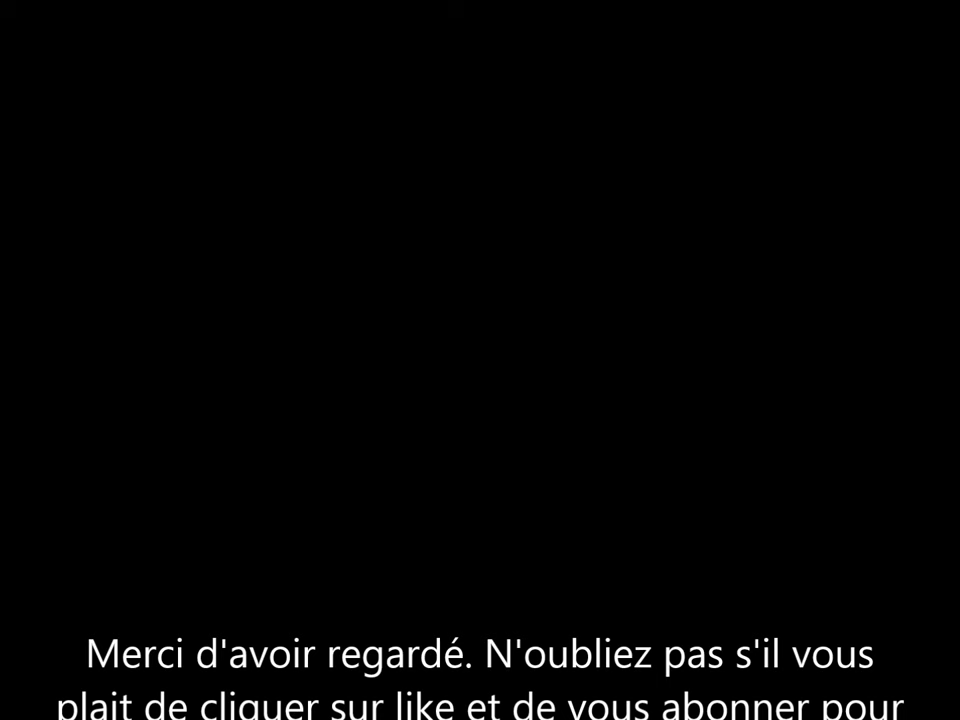 Merci d'avoir regardé. N'oubliez pas s'il vous
plait de cliquer sur like et de vous abonner pour